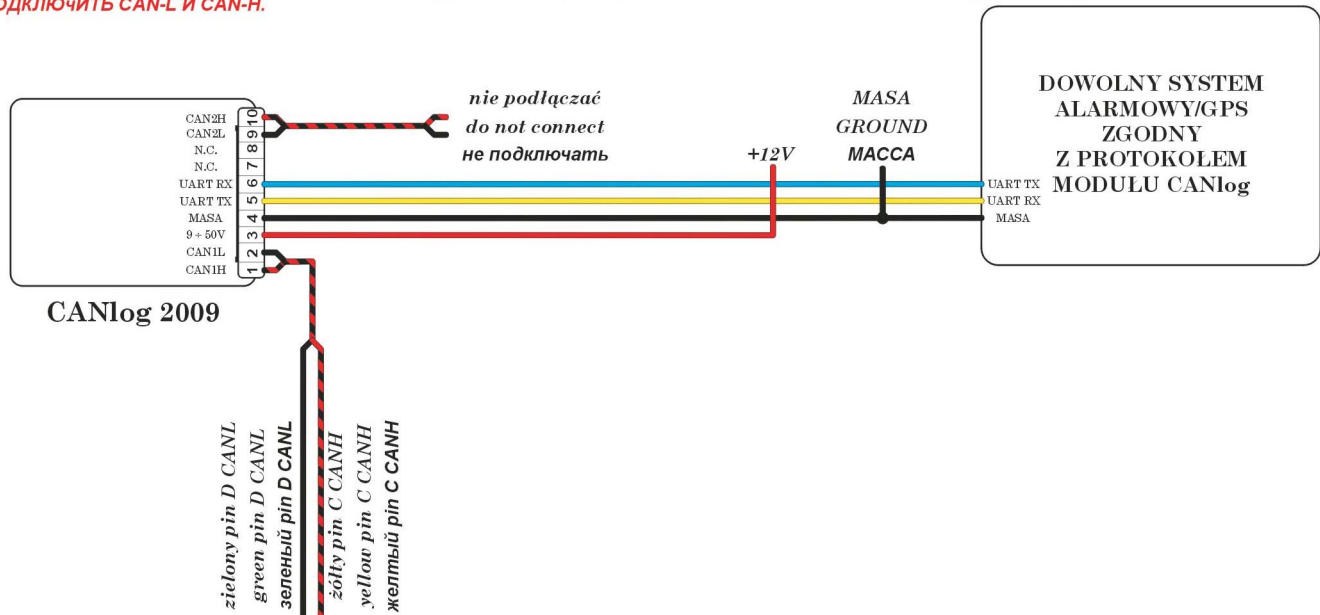 ПОДКЛЮЧИТЬ CAN-L И CAN-H.
nie podłączać
do not connect
не подключать
+12V
MASA
GROUND
МАССА
DOWOLNY SYSTEM
ALARMOWY/GPS
ZGODNY
Z PROTOKOŁEM
MODUŁU CANlog
CAN2H 10
CAN2L 9
N.C. 8
N.C. 7
UART RX 6
UART TX 5
MASA 4
9÷50V 3
CAN1L 2
CAN1H 1
UART TX
UART RX
MASA
CANlog 2009
zielony pin D CANL
green pin D CANL
зеленый pin D CANL
żółty pin C CANH
yellow pin C CANH
желтый pin C CANH